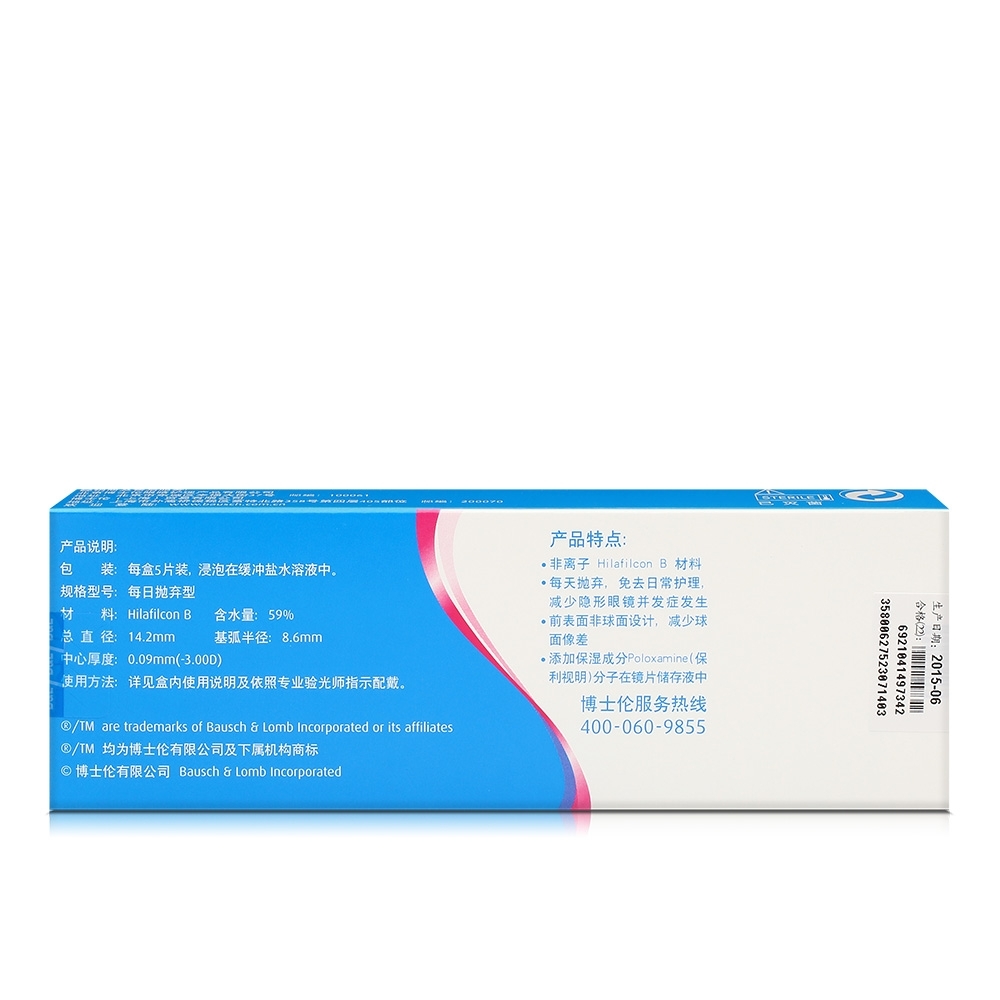 www.bausch.com.cn
STERILE
已灭菌
产品说明:
包 装: 每盒5片装, 浸泡在缓冲盐水溶液中。
规格型号: 每日抛弃型
材 料: Hilafilcon B 含水量: 59%
总 直 径: 14.2mm 基弧半径: 8.6mm
中心厚度: 0.09mm(-3.00D)
使用方法: 详见盒内使用说明及依照专业验光师指示配戴。
®/TM are trademarks of Bausch & Lomb Incorporated or its affiliates
®/TM 均为博士伦有限公司及下属机构商标
© 博士伦有限公司 Bausch & Lomb Incorporated
产品特点:
•非离子 Hilafilcon B 材料
•每天抛弃, 免去日常护理,
减少隐形眼镜并发症发生
•前表面非球面设计, 减少球
面像差
•添加保湿成分Poloxamine(保
利视明)分子在镜片储存液中
博士伦服务热线
400-060-9855
生产日期: 2015-06
合格(22):
6921041497342
35800627523071403